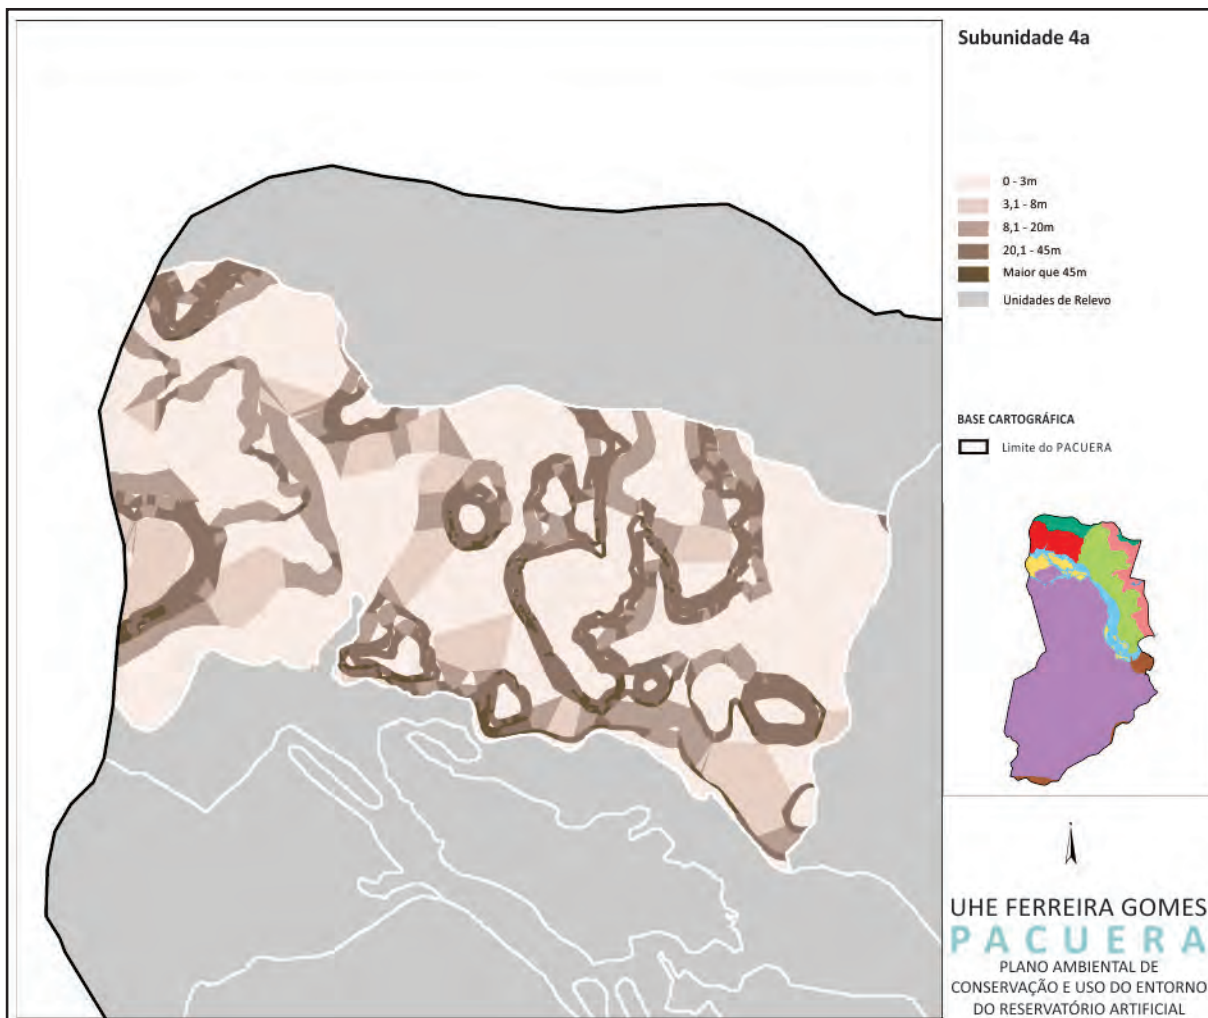 Subunidade 4a
0 - 3m
3,1 - 8m
8,1 - 20m
20,1 - 45m
Maior que 45m
Unidades de Relevo
BASE CARTOGRÁFICA
Limite do PACUERA
UHE FERREIRA GOMES
PACUERA
PLANO AMBIENTAL DE
CONSERVAÇÃO E USO DO ENTORNO
DO RESERVATÓRIO ARTIFICIAL